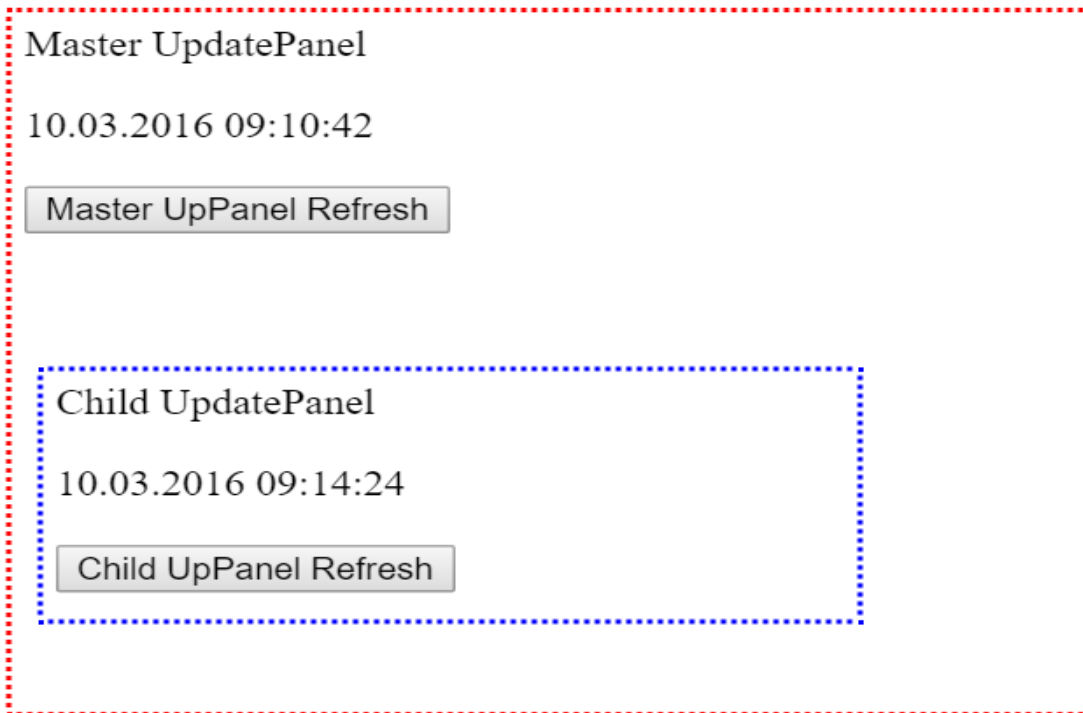 Master UpdatePanel
10.03.2016 09:10:42
Master UpPanel Refresh
Child UpdatePanel
10.03.2016 09:14:24
Child UpPanel Refresh